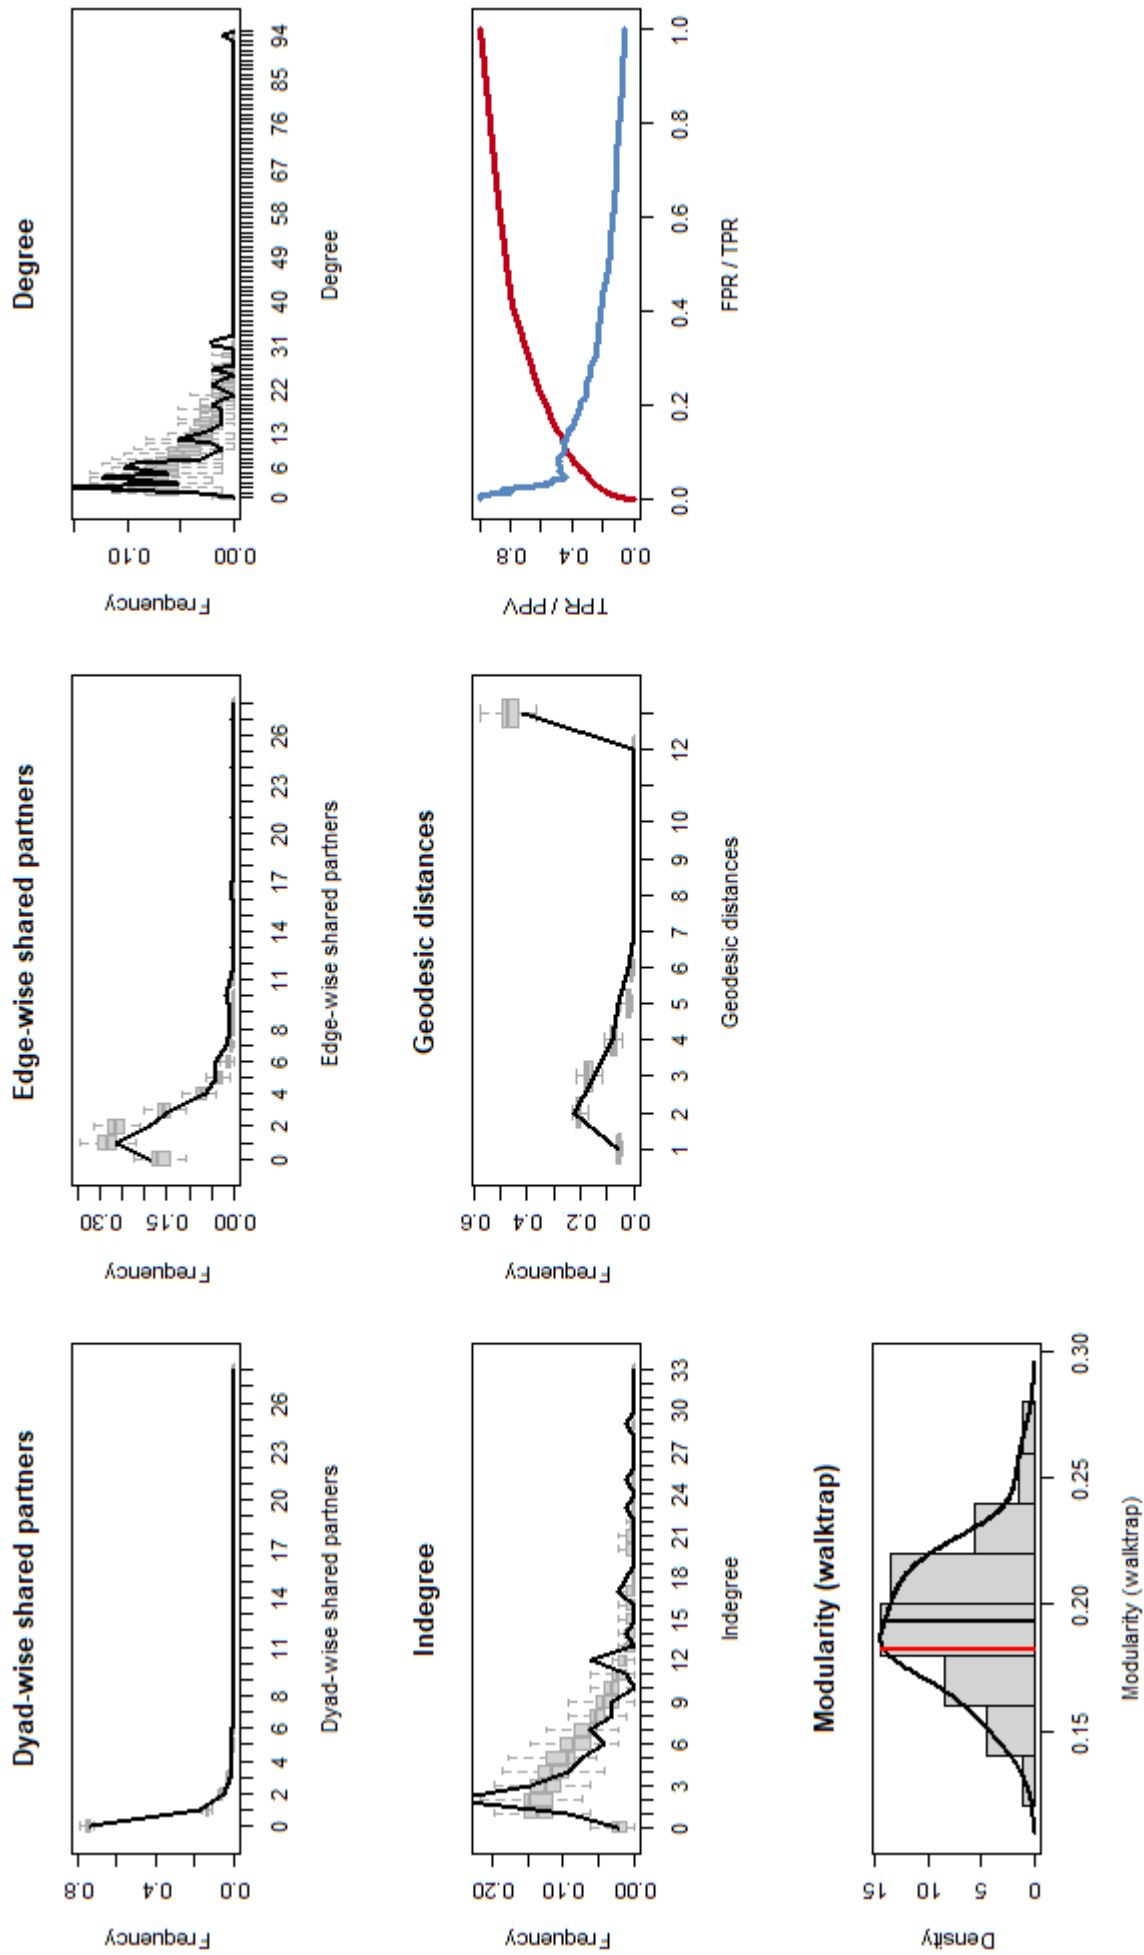 Dyad-wise shared partners
Frequency
0.0 0.4 0.8
0 2 4 6 8 11 14 17 20 23 26
Dyad-wise shared partners
Edge-wise shared partners
Frequency
0.00 0.15 0.30
0 2 4 6 8 11 14 17 20 23 26
Edge-wise shared partners
Degree
Frequency
0.00 0.10
0 6 13 22 31 40 49 58 67 76 85 94
Degree
Indegree
Frequency
0.00 0.10 0.20
0 3 6 9 12 15 18 21 24 27 30 33
Indegree
Geodesic distances
Frequency
0.0 0.2 0.4 0.6
1 2 3 4 5 6 7 8 9 10 12
Geodesic distances
TPR / PPV
0.0 0.4 0.8
0.0 0.2 0.4 0.6 0.8 1.0
FPR / TPR
Modularity (walktrap)
Density
0 5 10 15
0.15 0.20 0.25 0.30
Modularity (walktrap)